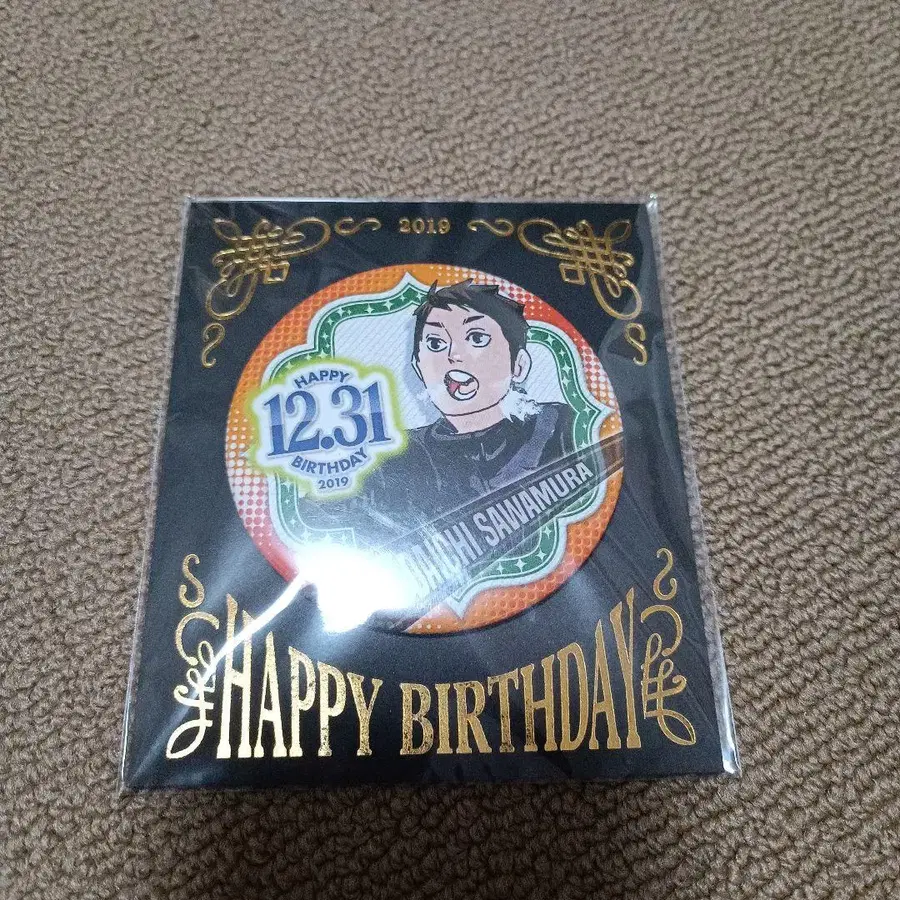 2019
HAPPY
12.31
BIRTHDAY
2019
DAICHI SAWAMURA
HAPPY BIRTHDAY